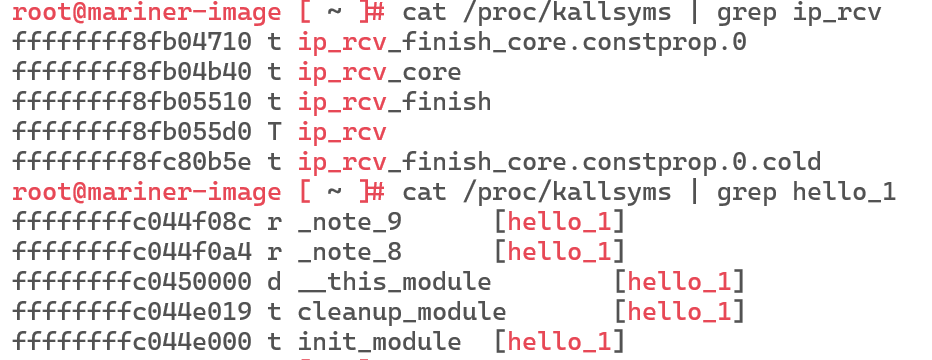 root@mariner-image [ ~ ]# cat /proc/kallsyms | grep ip_rcv
ffffffff8fb04710 t ip_rcv_finish_core.constprop.0
ffffffff8fb04b40 t ip_rcv_core
ffffffff8fb05510 t ip_rcv_finish
ffffffff8fb055d0 T ip_rcv
ffffffff8fc80b5e t ip_rcv_finish_core.constprop.0.cold
root@mariner-image [ ~ ]# cat /proc/kallsyms | grep hello_1
ffffffffc044f08c r _note_9      [hello_1]
ffffffffc044f0a4 r _note_8      [hello_1]
ffffffffc0450000 d __this_module        [hello_1]
ffffffffc044e019 t cleanup_module       [hello_1]
ffffffffc044e000 t init_module  [hello_1]